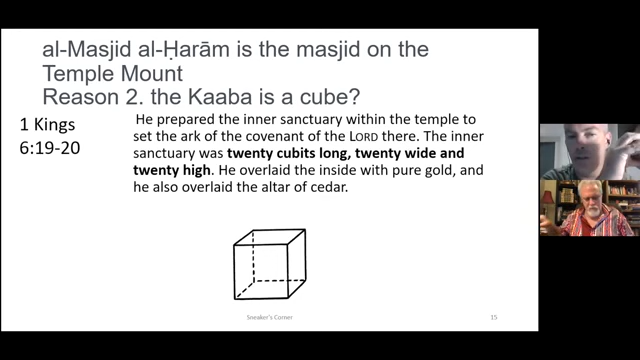 al-Masjid al-Ḥarām is the masjid on the
Temple Mount
Reason 2. the Kaaba is a cube?
1 Kings
6:19-20
He prepared the inner sanctuary within the temple to
set the ark of the covenant of the LORD there. The inner
sanctuary was twenty cubits long, twenty wide and
twenty high. He overlaid the inside with pure gold, and
he also overlaid the altar of cedar.
Sneaker's Corner
15